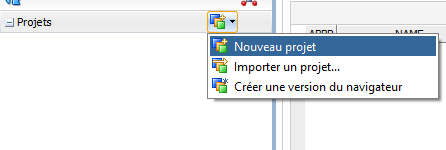 Projets
Nouveau projet
Importer un projet...
Créer une version du navigateur